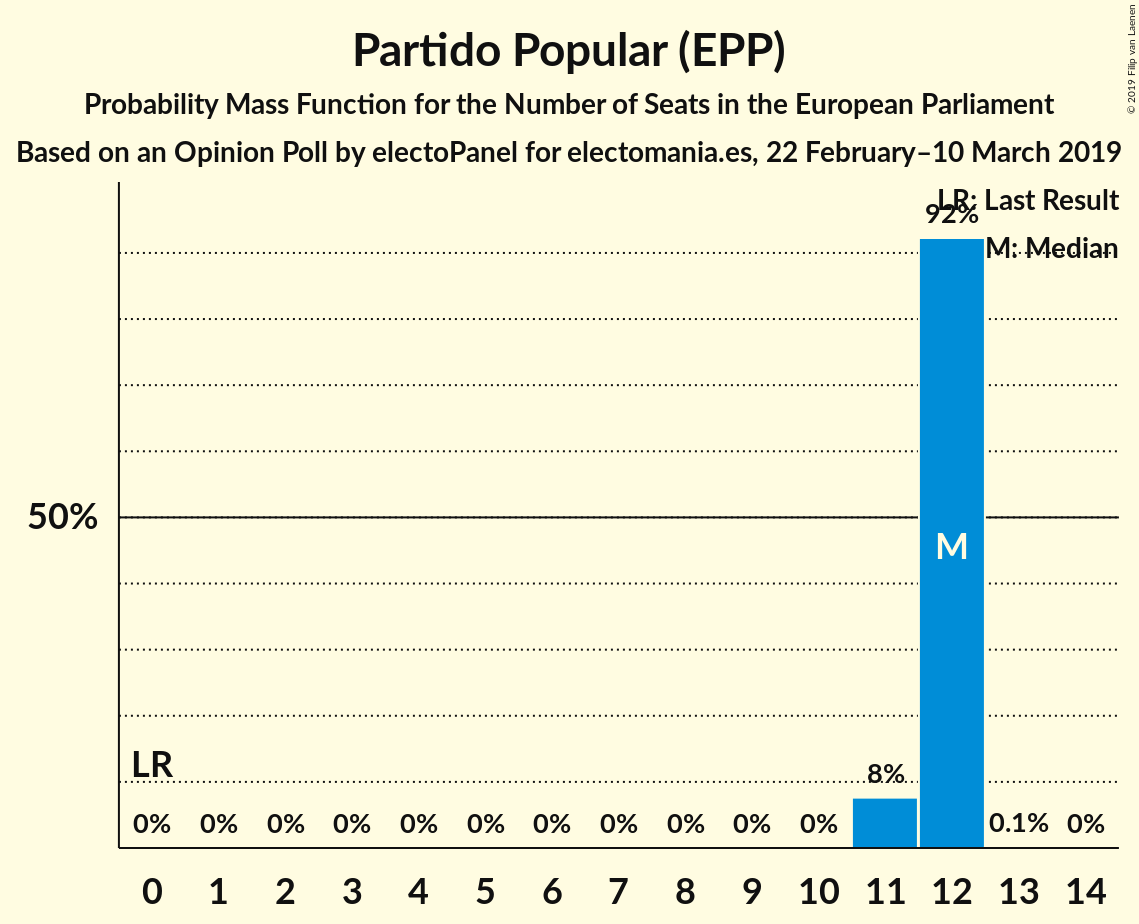 Partido Popular (EPP)
Probability Mass Function for the Number of Seats in the European Parliament
Based on an Opinion Poll by electoPanel for electomania.es, 22 February–10 March 2019
© 2019 Filip van Laenen
LR: Last Result
M: Median
92%
50%
M
LR
8%
0% 0% 0% 0% 0% 0% 0% 0% 0% 0% 0% 0.1% 0%
0 1 2 3 4 5 6 7 8 9 10 11 12 13 14